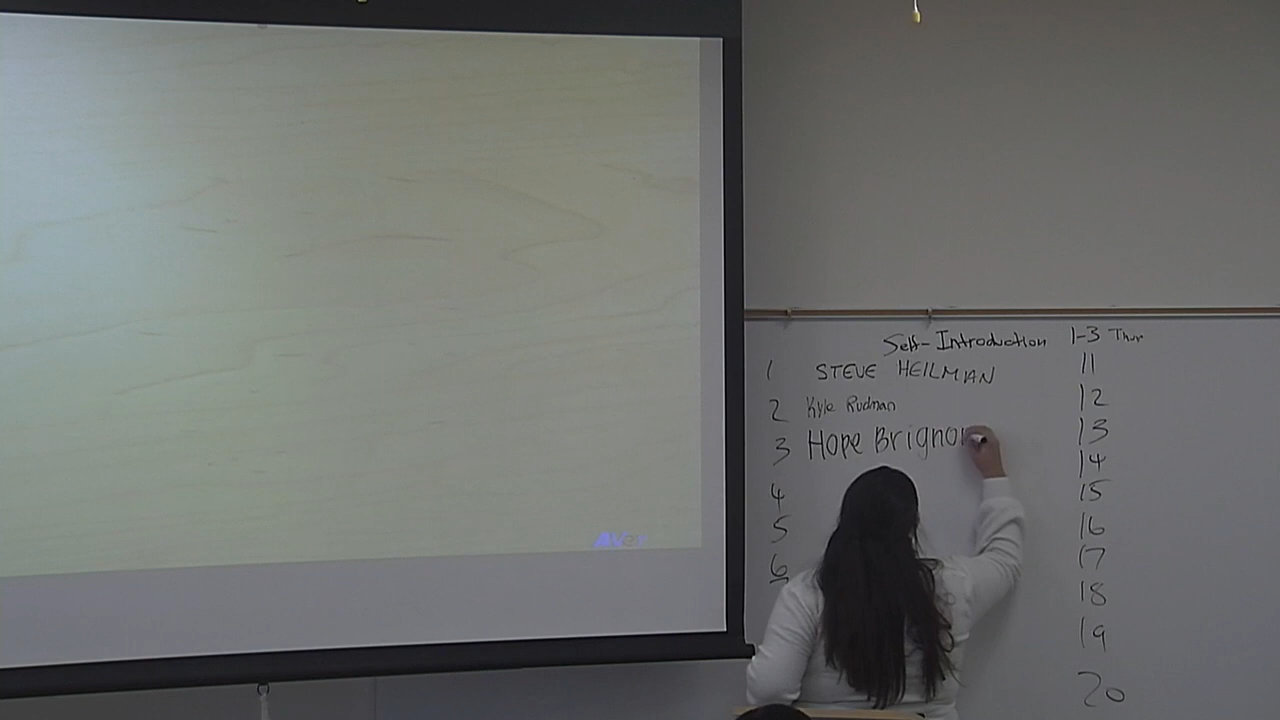 Self-Introduction 1-3 Thur
1 STEVE HEILMAN
2 Kyle Rudman
3 Hope Brigno
4
5
6
11
12
13
14
15
16
17
18
19
20
AVer